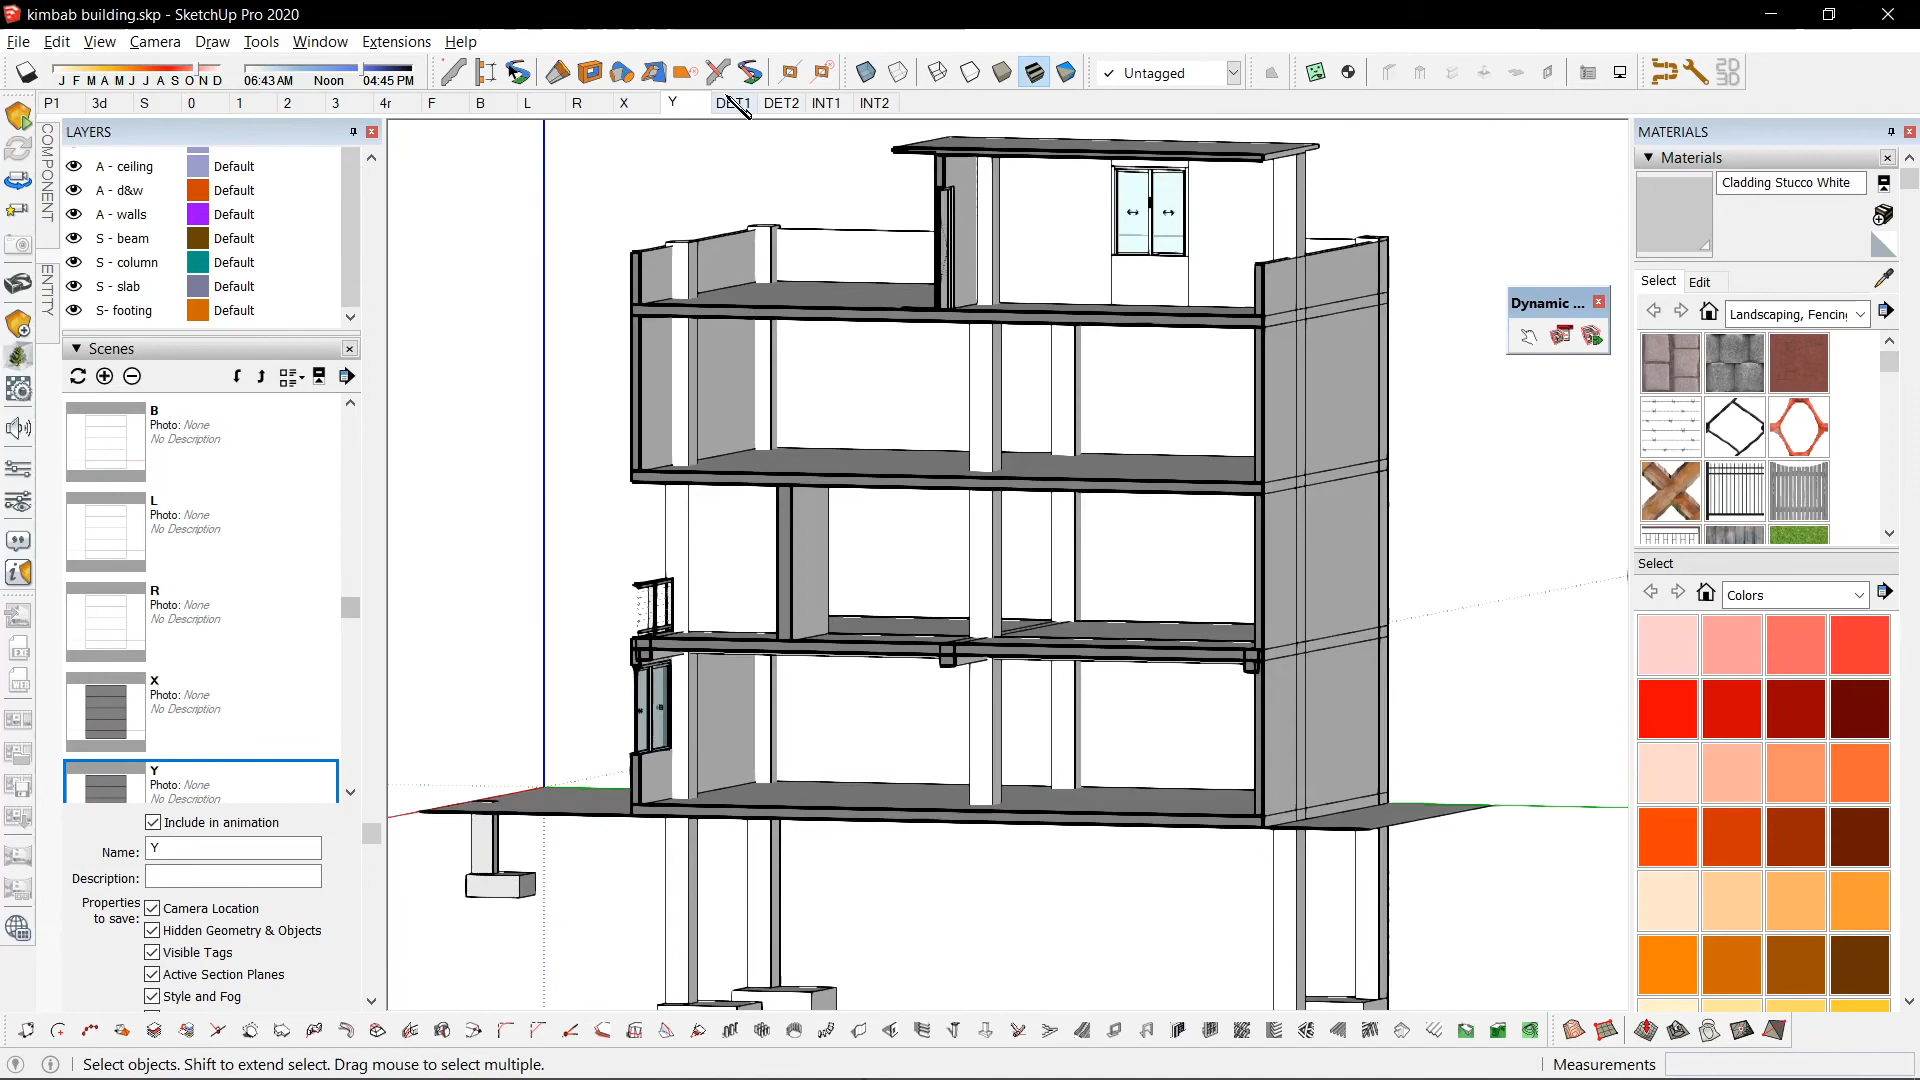 kimbab building.skp - SketchUp Pro 2020
File Edit View Camera Draw Tools Window Extensions Help
J F M A M J J A S O N D
06:43 AM Noon 04:45 PM
Untagged
P1 3d S 0 1 2 3 4r F B L R X Y DET1 DET2 INT1 INT2
COMPONENT
ENTITY
LAYERS
A - ceiling Default
A - d&w Default
A - walls Default
S - beam Default
S - column Default
S - slab Default
S- footing Default
Scenes
B
Photo: None
No Description
L
Photo: None
No Description
R
Photo: None
No Description
X
Photo: None
No Description
Y
Photo: None
No Description
Include in animation
Name: Y
Description:
Properties to save:
Camera Location
Hidden Geometry & Objects
Visible Tags
Active Section Planes
Style and Fog
Dynamic ...
MATERIALS
Materials
Cladding Stucco White
Select Edit
Landscaping, Fencing
Select
Colors
Select objects. Shift to extend select. Drag mouse to select multiple.
Measurements